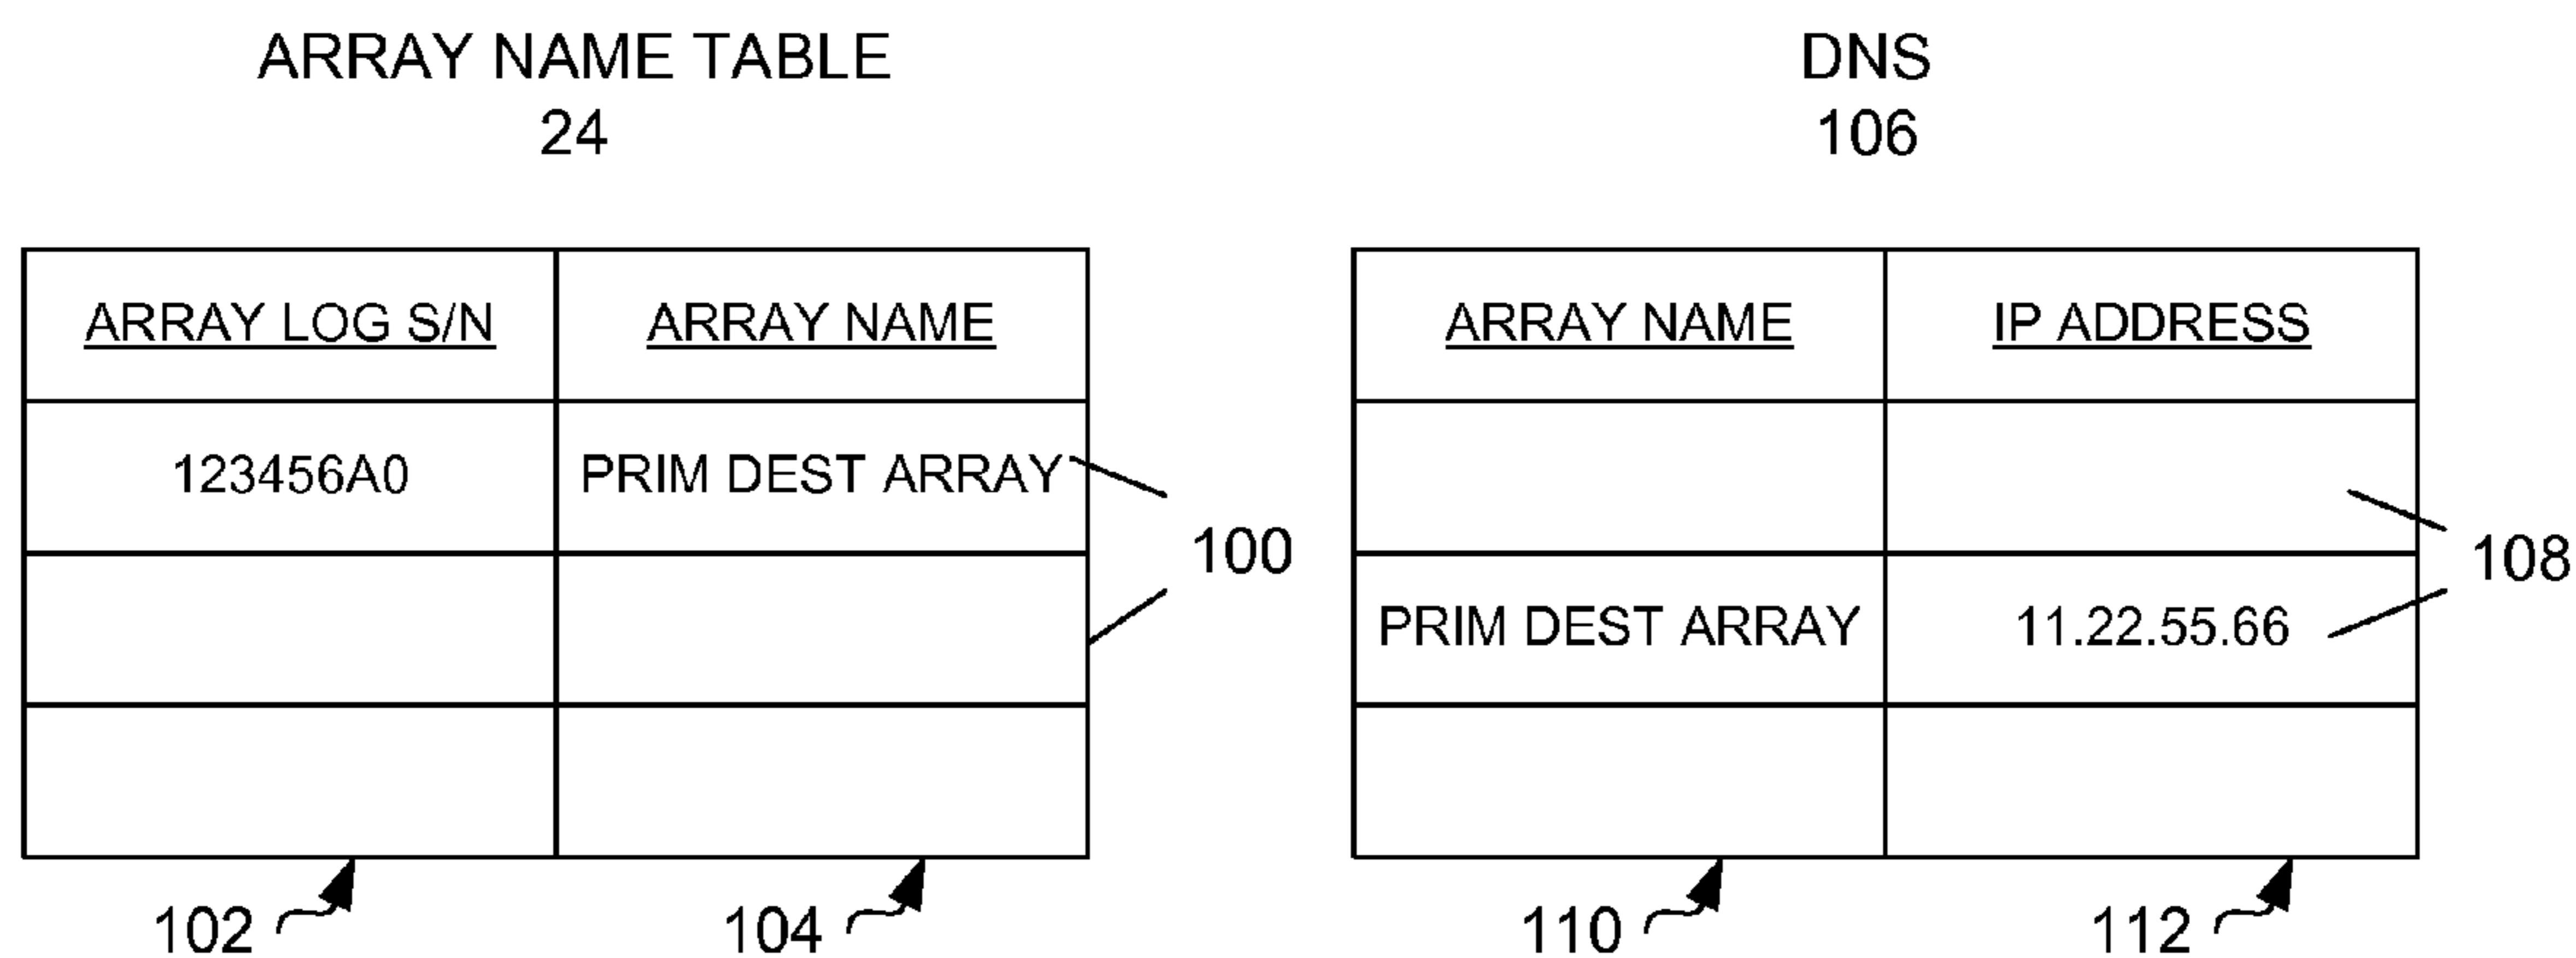 ARRAY NAME TABLE
24
ARRAY LOG S/N ARRAY NAME
123456A0 PRIM DEST ARRAY
100
102 104
DNS
106
ARRAY NAME IP ADDRESS
108
PRIM DEST ARRAY 11.22.55.66
110 112